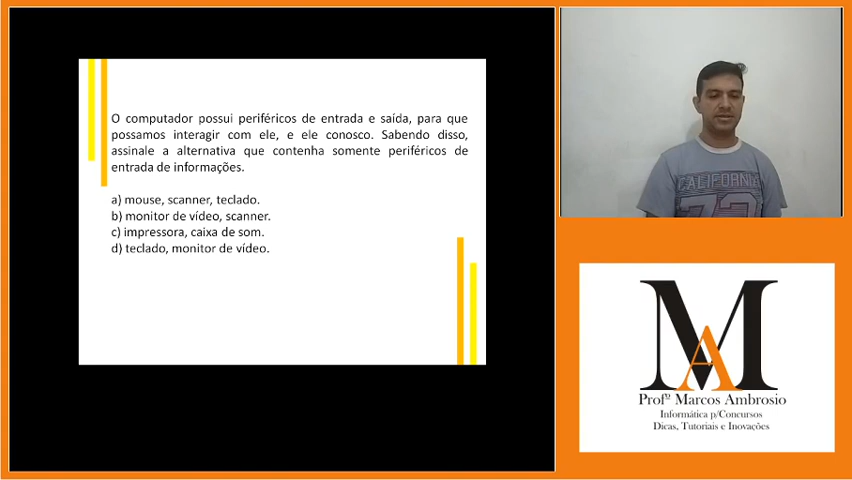 O computador possui periféricos de entrada e saída, para que
possamos interagir com ele, e ele conosco. Sabendo disso,
assinale a alternativa que contenha somente periféricos de
entrada de informações.
a) mouse, scanner, teclado.
b) monitor de vídeo, scanner.
c) impressora, caixa de som.
d) teclado, monitor de vídeo.
CALIFORNIA
MA
Profº Marcos Ambrosio
Informática p/Concursos
Dicas, Tutoriais e Inovações